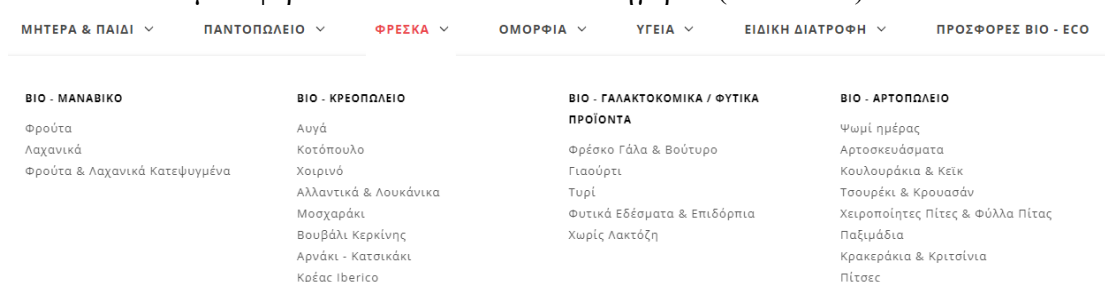 ΜΗΤΕΡΑ & ΠΑΙΔΙ ΠΑΝΤΟΠΩΛΕΙΟ ΦΡΕΣΚΑ ΟΜΟΡΦΙΑ ΥΓΕΙΑ ΕΙΔΙΚΗ ΔΙΑΤΡΟΦΗ ΠΡΟΣΦΟΡΕΣ ΒΙΟ - ECO
ΒΙΟ - ΜΑΝΑΒΙΚΟ
Φρούτα
Λαχανικά
Φρούτα & Λαχανικά Κατεψυγμένα
ΒΙΟ - ΚΡΕΟΠΩΛΕΙΟ
Αυγά
Κοτόπουλο
Χοιρινό
Αλλαντικά & Λουκάνικα
Μοσχαράκι
Βουβάλι Κερκίνης
Αρνάκι - Κατσικάκι
Κρέας Iberico
ΒΙΟ - ΓΑΛΑΚΤΟΚΟΜΙΚΑ / ΦΥΤΙΚΑ
ΠΡΟΪΟΝΤΑ
Φρέσκο Γάλα & Βούτυρο
Γιαούρτι
Τυρί
Φυτικά Εδέσματα & Επιδόρπια
Χωρίς Λακτόζη
ΒΙΟ - ΑΡΤΟΠΩΛΕΙΟ
Ψωμί ημέρας
Αρτοσκευάσματα
Κουλουράκια & Κεϊκ
Τσουρέκι & Κρουασάν
Χειροποίητες Πίτες & Φύλλα Πίτας
Παξιμάδια
Κρακεράκια & Κριτσίνια
Πίτσες